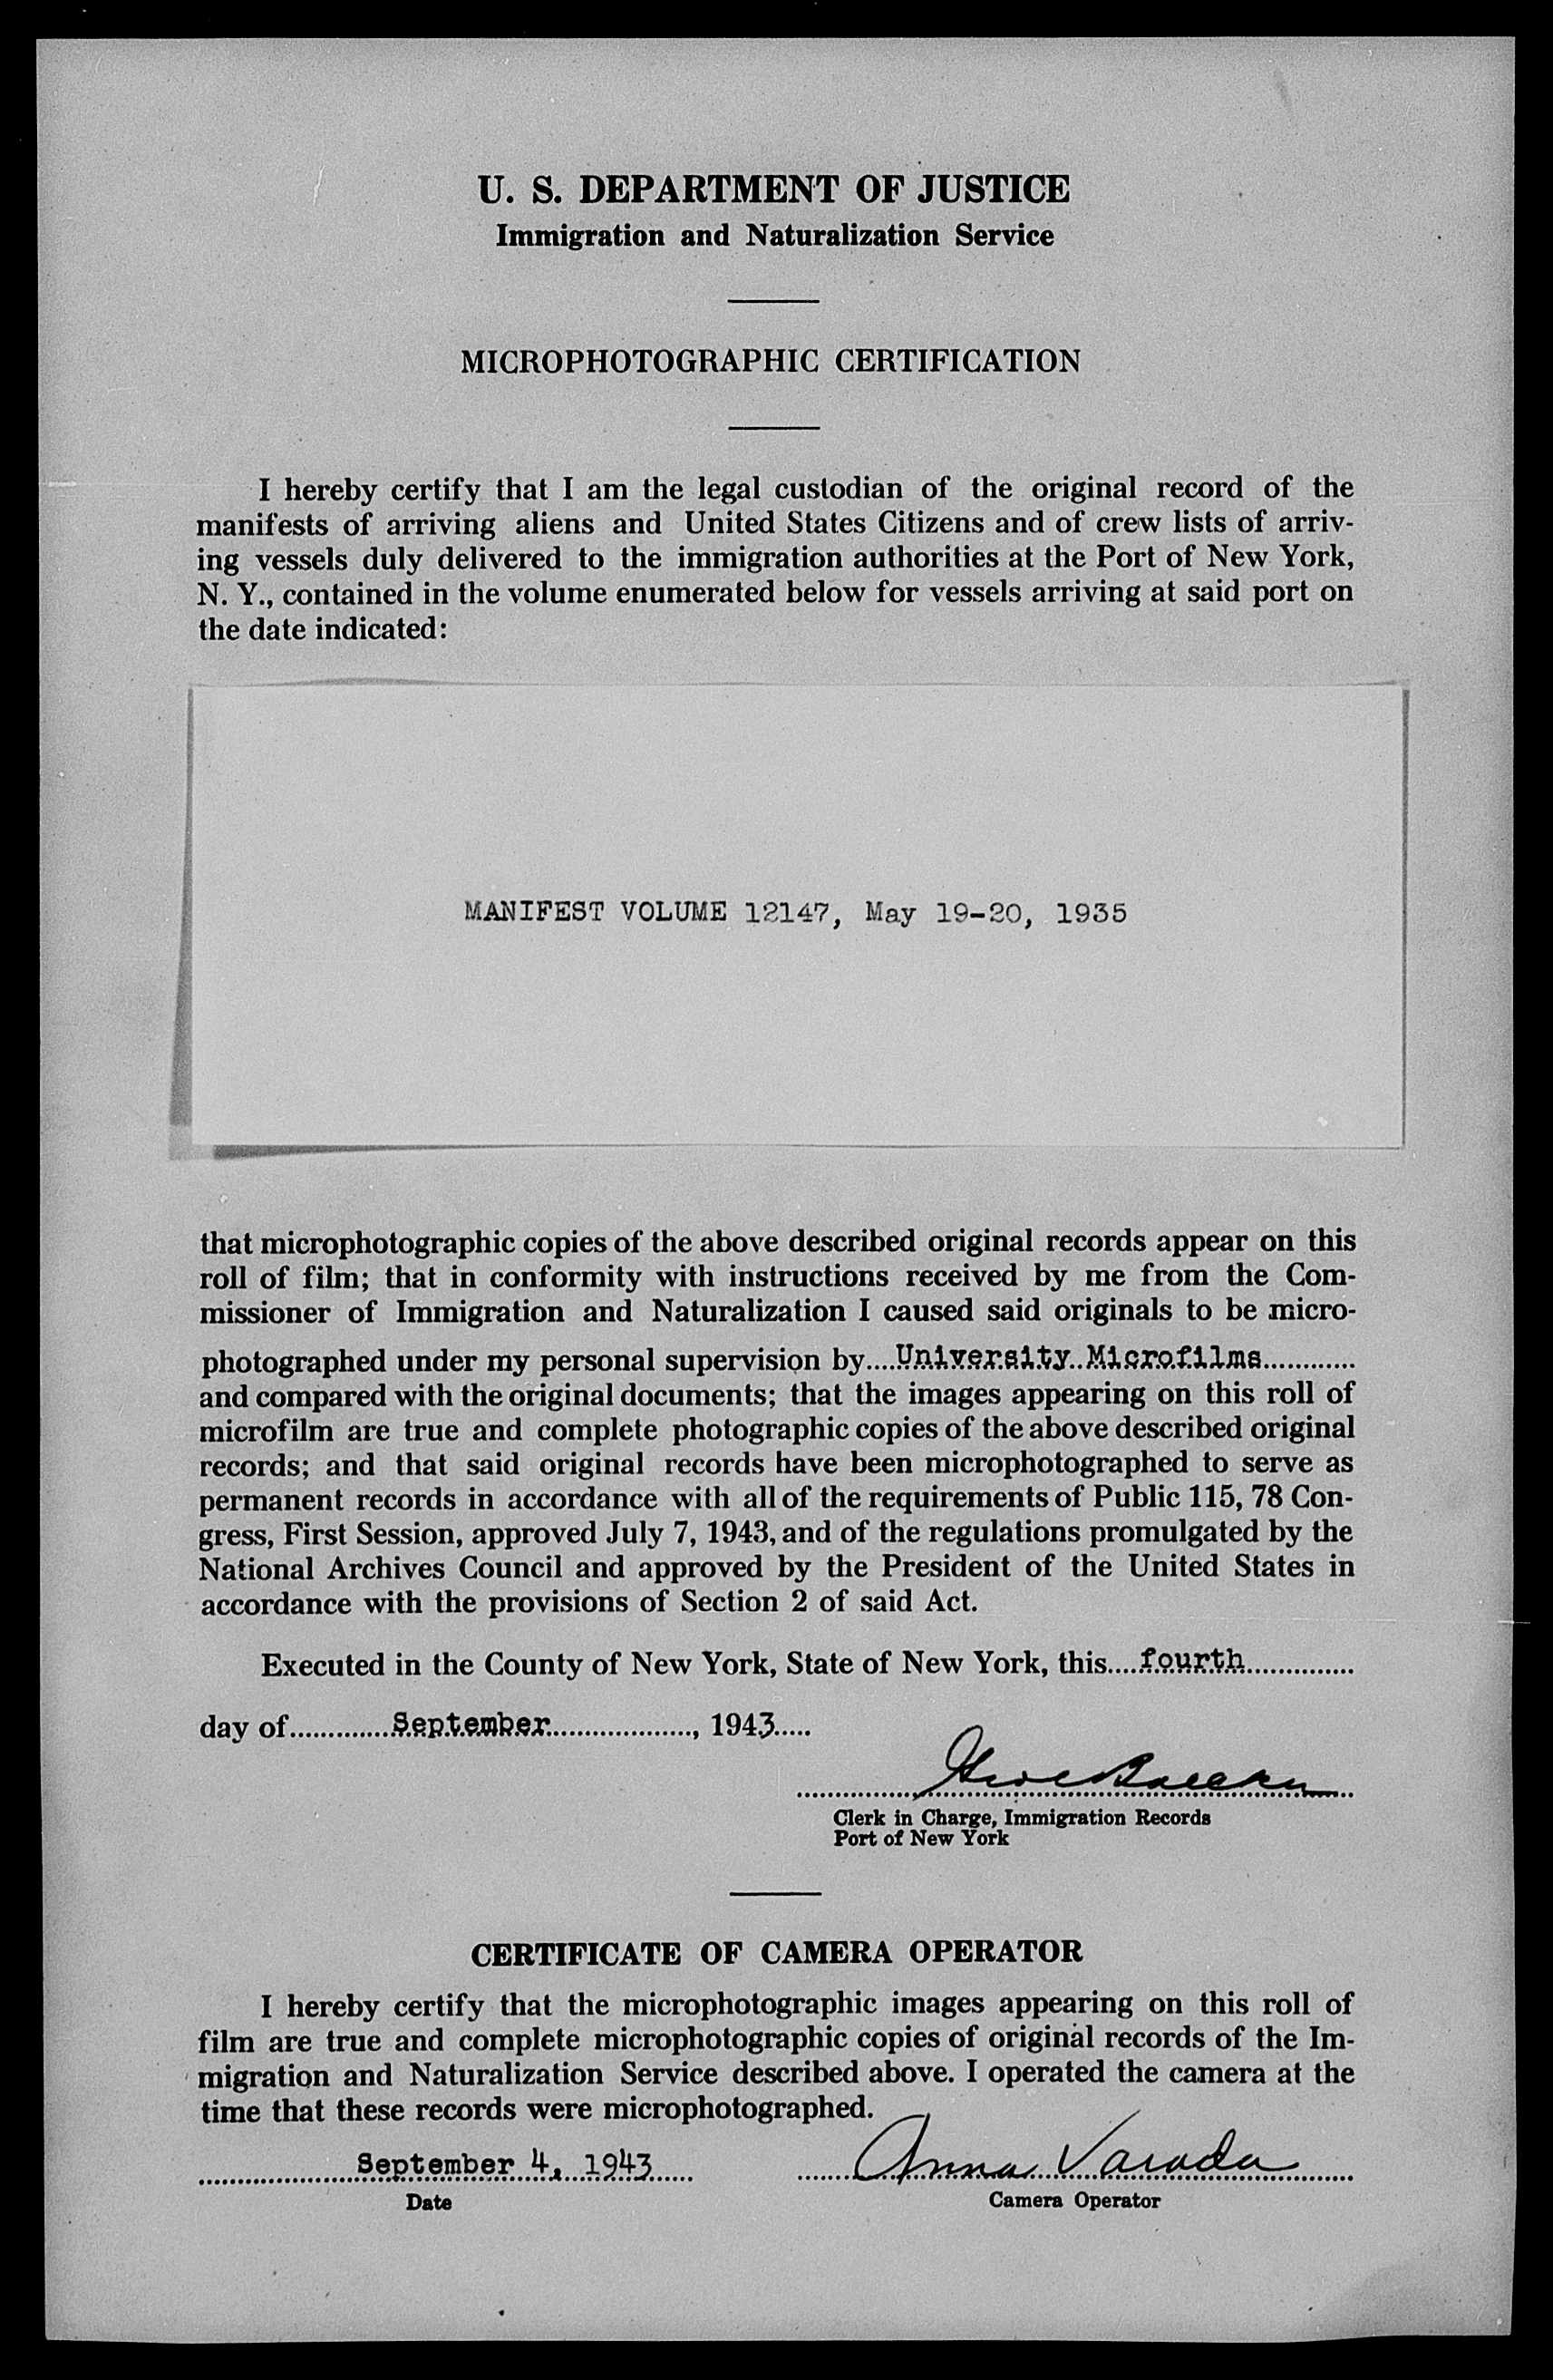 U. S. DEPARTMENT OF JUSTICE
Immigration and Naturalization Service
MICROPHOTOGRAPHIC CERTIFICATION
I hereby certify that I am the legal custodian of the original record of the
manifests of arriving aliens and United States Citizens and of crew lists of arriv-
ing vessels duly delivered to the immigration authorities at the Port of New York,
N. Y., contained in the volume enumerated below for vessels arriving at said port on
the date indicated:
MANIFEST VOLUME 12147, May 19-20, 1935
that microphotographic copies of the above described original records appear on this
roll of film; that in conformity with instructions received by me from the Com-
missioner of Immigration and Naturalization I caused said originals to be micro-
photographed under my personal supervision by....University Microfilms............
and compared with the original documents; that the images appearing on this roll of
microfilm are true and complete photographic copies of the above described original
records; and that said original records have been microphotographed to serve as
permanent records in accordance with all of the requirements of Public 115, 78 Con-
gress, First Session, approved July 7, 1943, and of the regulations promulgated by the
National Archives Council and approved by the President of the United States in
accordance with the provisions of Section 2 of said Act.
Executed in the County of New York, State of New York, this....fourth...............
day of.............September..................., 1943.....
Clerk in Charge, Immigration Records
Port of New York
CERTIFICATE OF CAMERA OPERATOR
I hereby certify that the microphotographic images appearing on this roll of
film are true and complete microphotographic copies of original records of the Im-
migration and Naturalization Service described above. I operated the camera at the
time that these records were microphotographed.
September 4, 1943 Anna Varada
Date Camera Operator